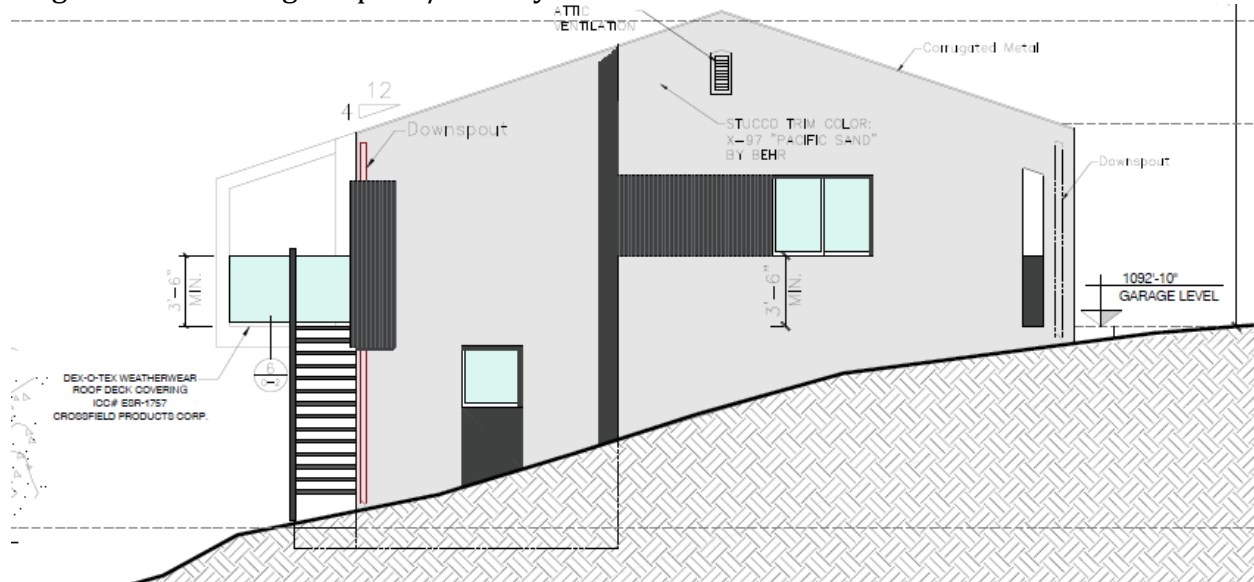 ATTIC
VENTILATION
Corrugated Metal
12
4
Downspout
STUCCO TRIM COLOR:
X-97 "PACIFIC SAND"
BY BEHR
Downspout
3'-6"
MIN.
3'-6"
MIN.
1092'-10"
GARAGE LEVEL
6
DEX-O-TEX WEATHERWEAR
ROOF DECK COVERING
ICC# ESR-1757
CROSSFIELD PRODUCTS CORP.